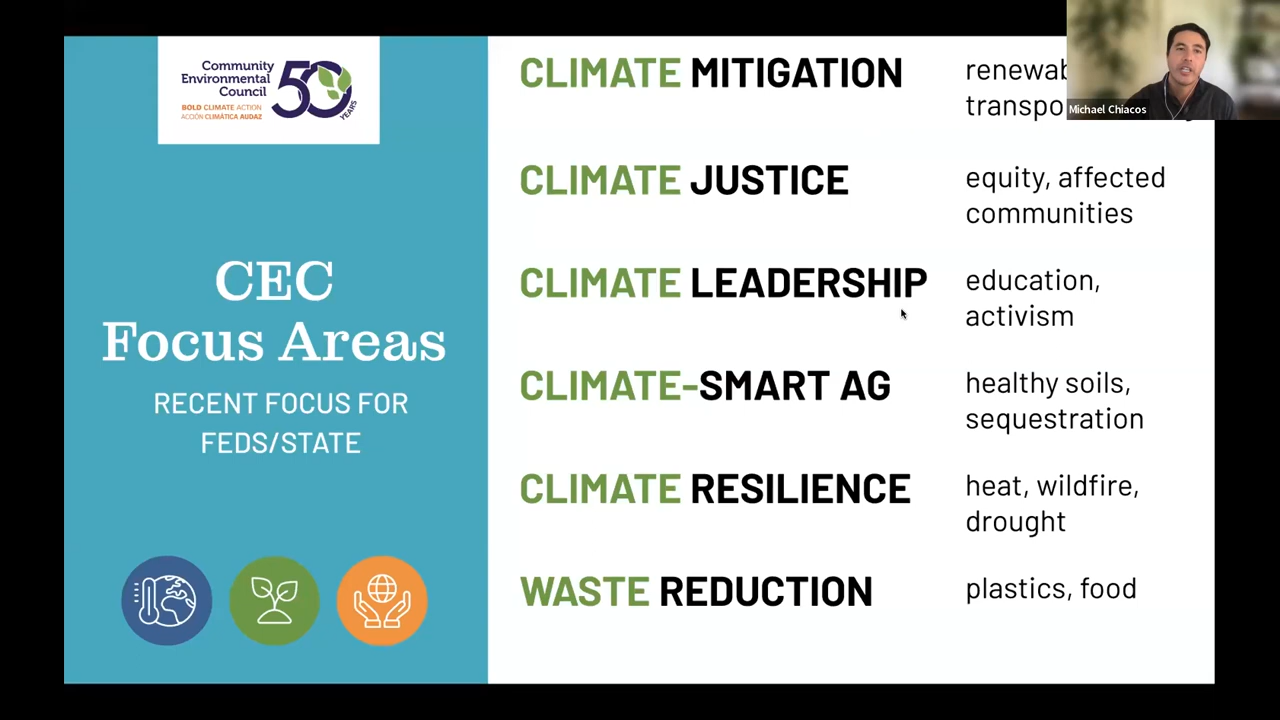 Community
Environmental
Council
50
YEARS
BOLD CLIMATE ACTION
ACCIÓN CLIMÁTICA AUDAZ
CEC
Focus Areas
RECENT FOCUS FOR
FEDS/STATE
CLIMATE MITIGATION
CLIMATE JUSTICE
equity, affected
communities
CLIMATE LEADERSHIP
education,
activism
CLIMATE-SMART AG
healthy soils,
sequestration
CLIMATE RESILIENCE
heat, wildfire,
drought
WASTE REDUCTION
plastics, food
Michael Chiacos